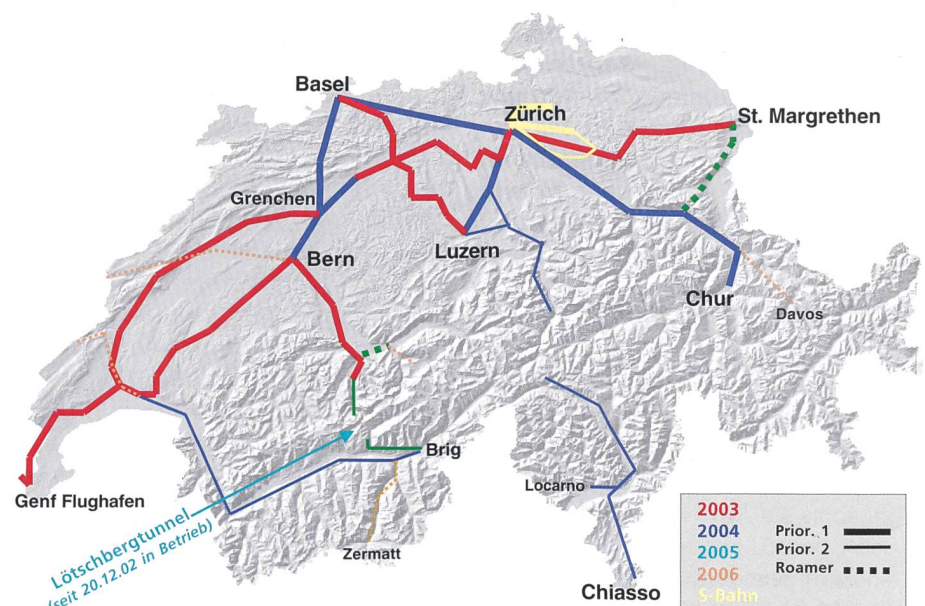 Basel
Zürich
St. Margrethen
Grenchen
Bern
Luzern
Chur
Davos
Brig
Genf Flughafen
Locarno
Lötschbergtunnel
(seit 20.12.02 in Betrieb)
Zermatt
Chiasso
2003
2004 Prior. 1
2005 Prior. 2
2006 Roamer
S-Bahn